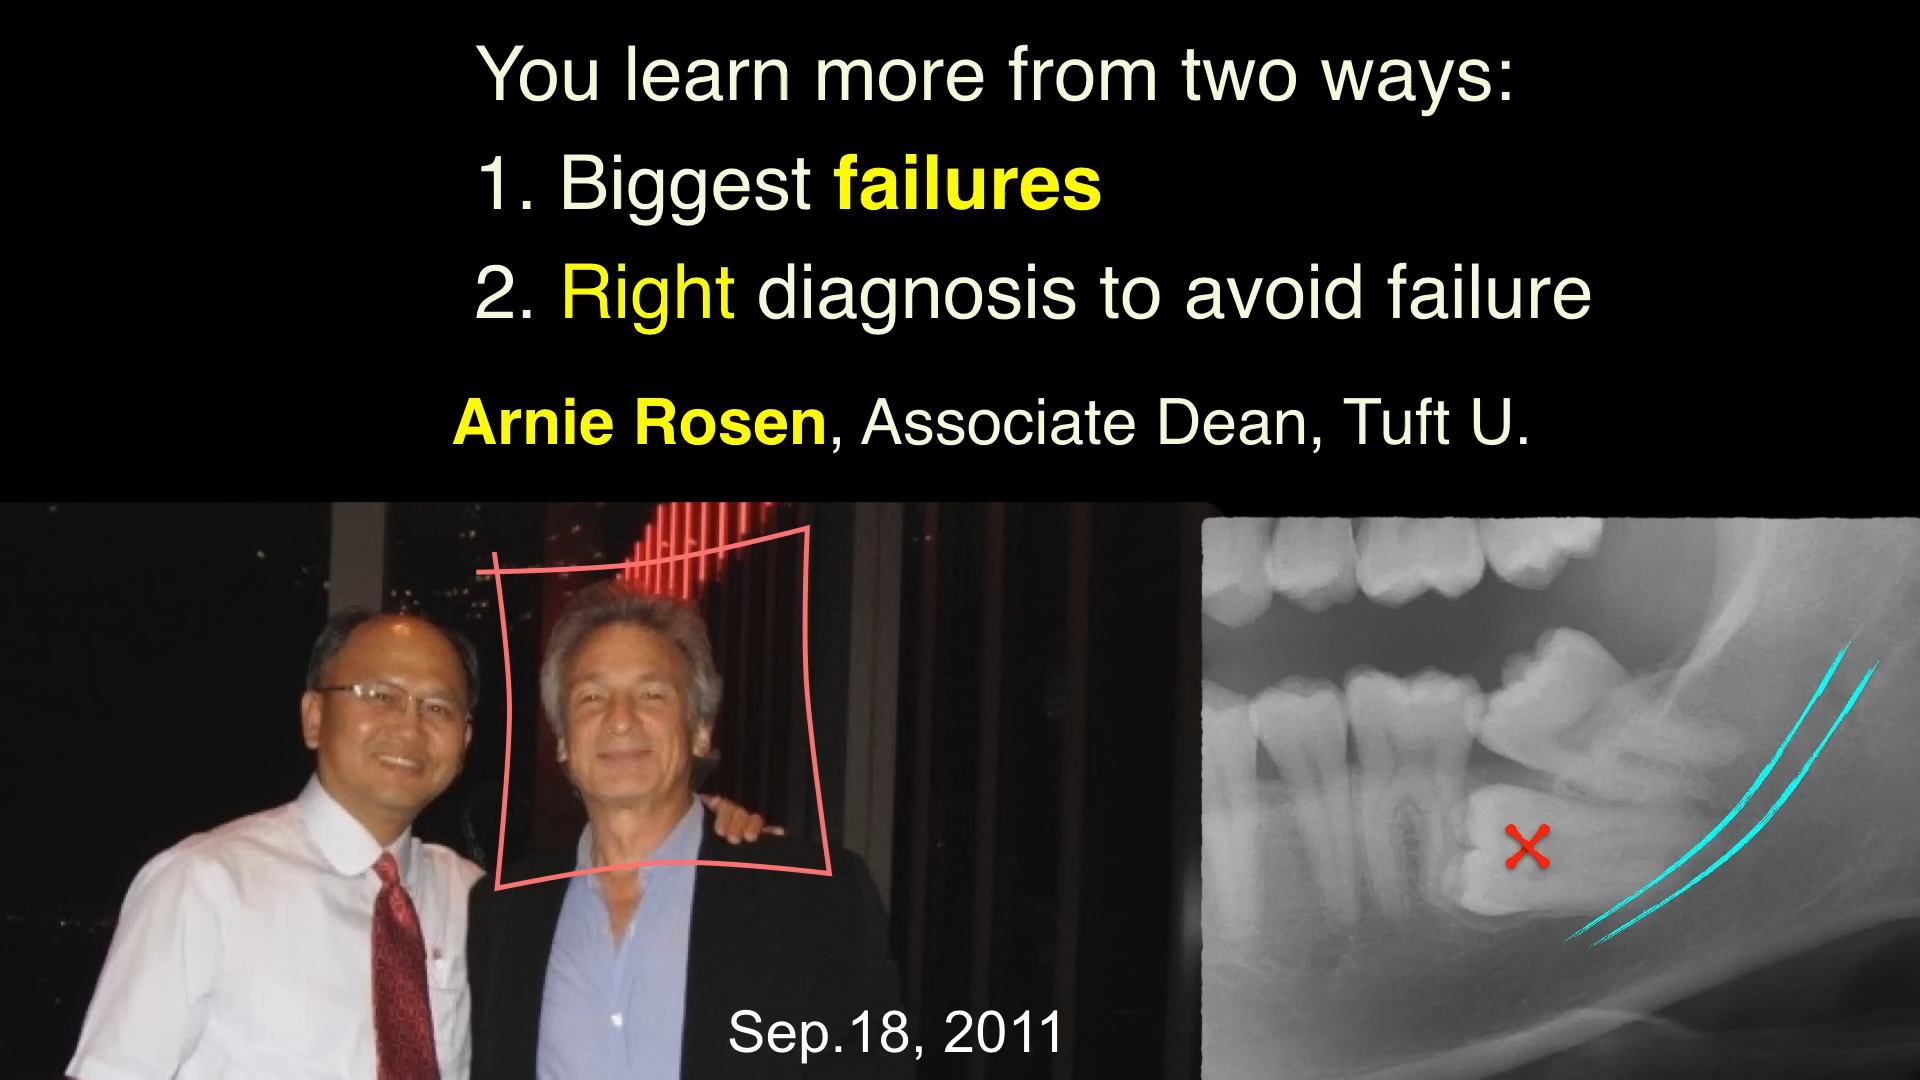 You learn more from two ways:
1. Biggest failures
2. Right diagnosis to avoid failure
Arnie Rosen, Associate Dean, Tuft U.
Sep.18, 2011